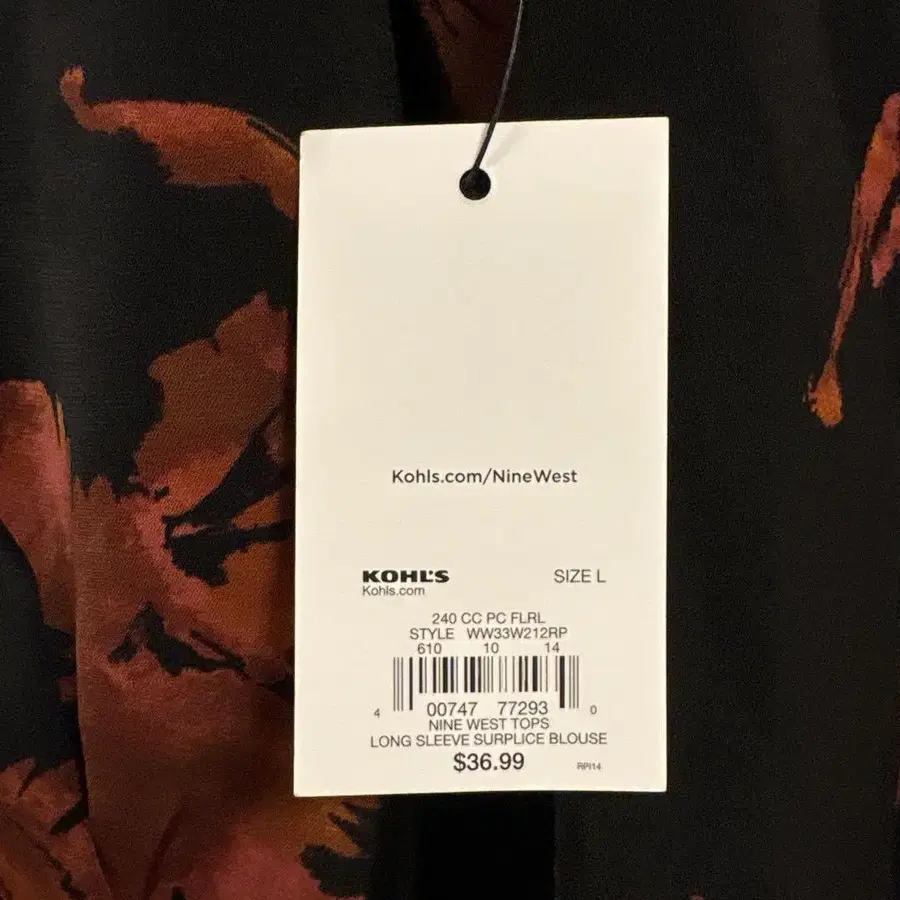 Kohls.com/NineWest
KOHL'S SIZE L
Kohls.com
240 CC PC FLRL
STYLE WW33W212RP
610 10 14
4 00747 77293 0
NINE WEST TOPS
LONG SLEEVE SURPLICE BLOUSE
$36.99 RPI14